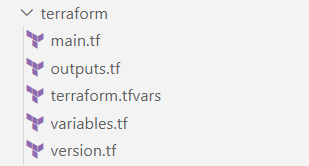 terraform
main.tf
outputs.tf
terraform.tfvars
variables.tf
version.tf